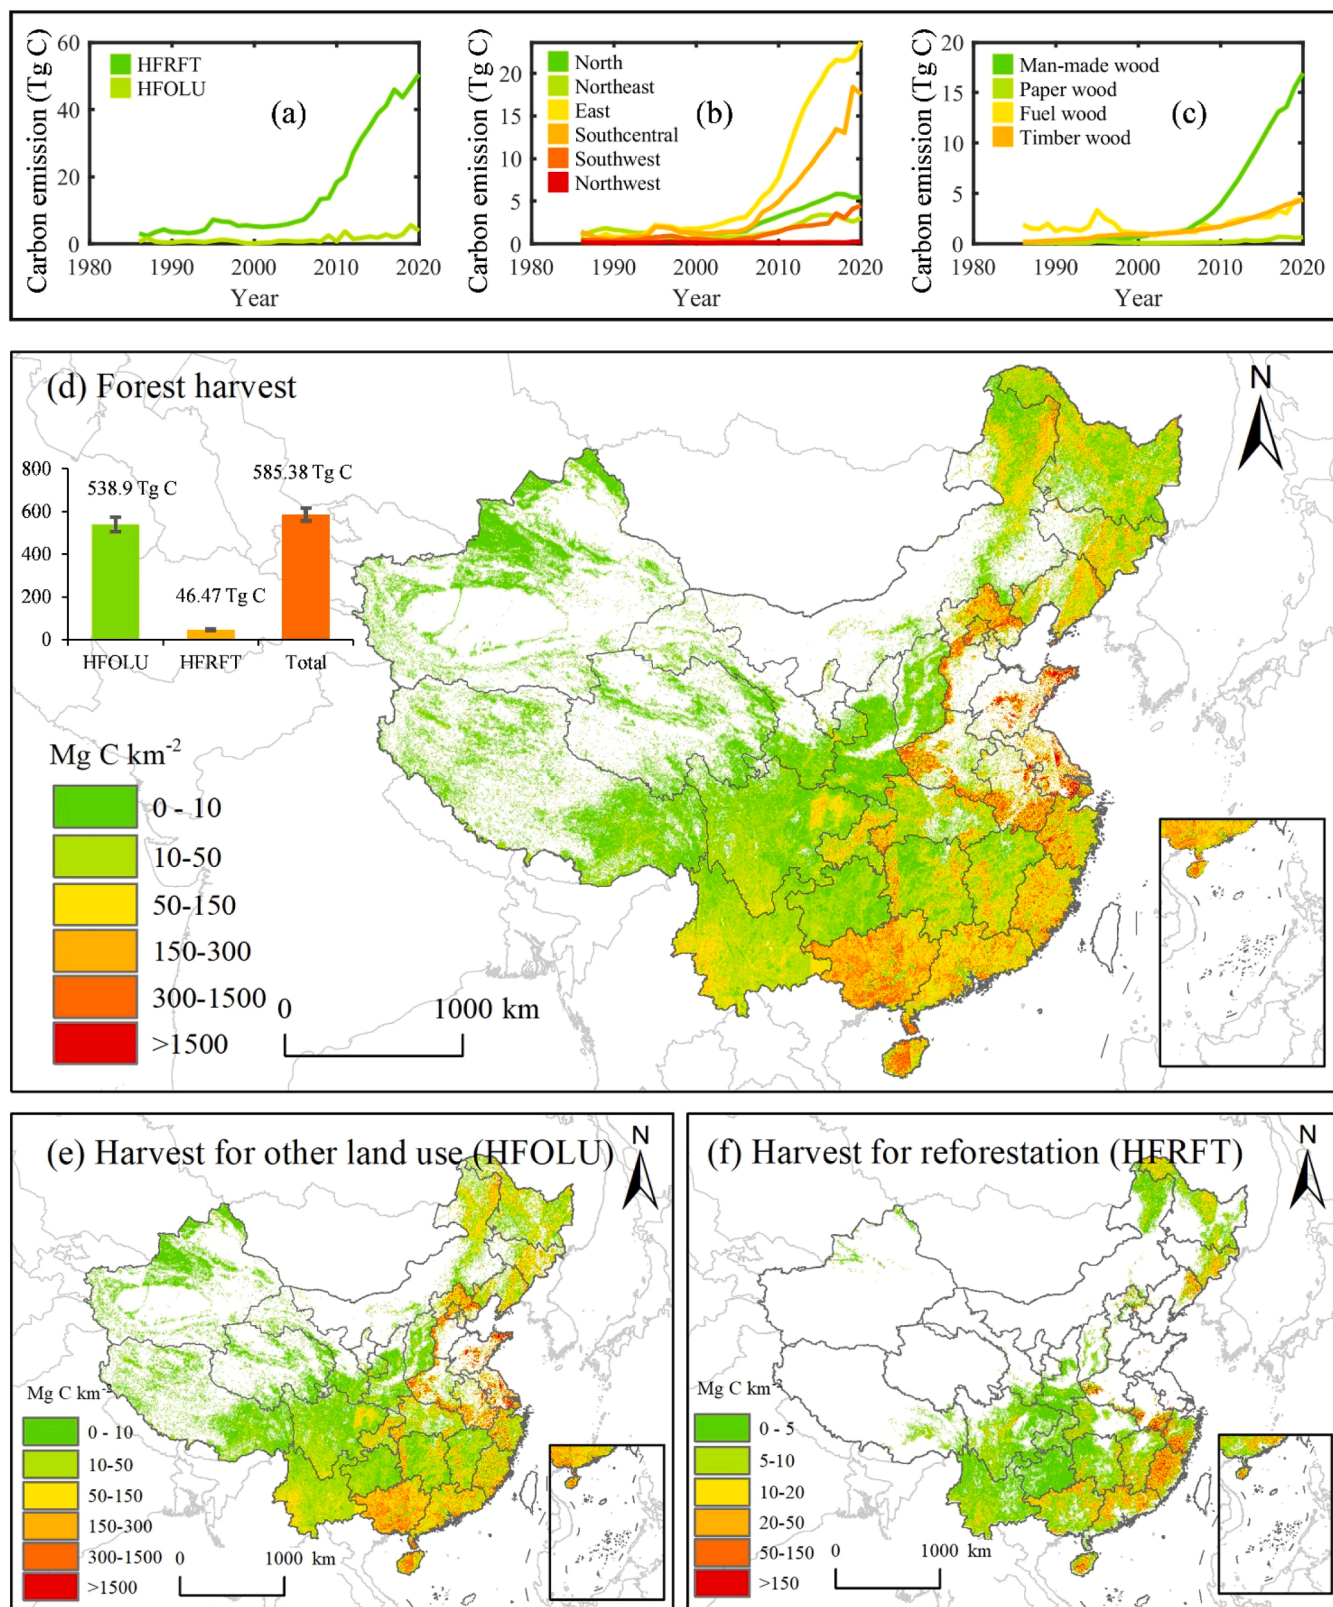 Carbon emission (Tg C)
60
40
20
0
HFRFT
HFOLU
(a)
1980 1990 2000 2010 2020
Year
Carbon emission (Tg C)
20
15
10
5
0
North
Northeast
East
Southcentral
Southwest
Northwest
(b)
1980 1990 2000 2010 2020
Year
Carbon emission (Tg C)
20
15
10
5
0
Man-made wood
Paper wood
Fuel wood
Timber wood
(c)
1980 1990 2000 2010 2020
Year
(d) Forest harvest
N
800
600
400
200
0
538.9 Tg C
46.47 Tg C
585.38 Tg C
HFOLU HFRFT Total
Mg C km-2
0 - 10
10-50
50-150
150-300
300-1500
>1500
0 1000 km
(e) Harvest for other land use (HFOLU)
N
Mg C km-2
0 - 10
10-50
50-150
150-300
300-1500
>1500
0 1000 km
(f) Harvest for reforestation (HFRFT)
N
Mg C km-2
0 - 5
5-10
10-20
20-50
50-150
>150
0 1000 km